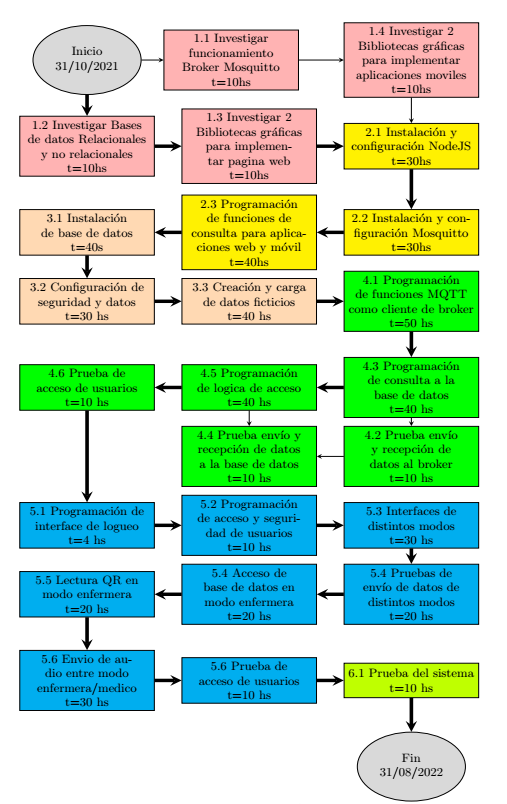 Inicio
31/10/2021
1.1 Investigar
funcionamiento
Broker Mosquitto
t=10hs
1.4 Investigar 2
Bibliotecas gráficas
para implementar
aplicaciones moviles
t=10hs
1.2 Investigar Bases
de datos Relacionales
y no relacionales
t=10hs
1.3 Investigar 2
Bibliotecas gráficas
para implemen-
tar pagina web
t=10hs
2.1 Instalación y
configuración NodeJS
t=30hs
3.1 Instalación
de base de datos
t=40s
2.3 Programación
de funciones de
consulta para aplica-
ciones web y móvil
t=40hs
2.2 Instalación y con-
figuración Mosquitto
t=30hs
3.2 Configuración de
seguridad y datos
t=30 hs
3.3 Creación y carga
de datos ficticios
t=40 hs
4.1 Programación
de funciones MQTT
como cliente de broker
t=50 hs
4.6 Prueba de
acceso de usuarios
t=10 hs
4.5 Programación
de logica de acceso
t=40 hs
4.3 Programación
de consulta a la
base de datos
t=40 hs
4.4 Prueba envío y
recepción de datos
a la base de datos
t=10 hs
4.2 Prueba envío
y recepción de
datos al broker
t=10 hs
5.1 Programación de
interface de logueo
t=4 hs
5.2 Programación
de acceso y seguri-
dad de usuarios
t=10 hs
5.3 Interfaces de
distintos modos
t=30 hs
5.5 Lectura QR en
modo enfermera
t=20 hs
5.4 Acceso de
base de datos en
modo enfermera
t=20 hs
5.4 Pruebas de
envío de datos de
distintos modos
t=20 hs
5.6 Envio de au-
dio entre modo
enfermera/medico
t=30 hs
5.6 Prueba de
acceso de usuarios
t=10 hs
6.1 Prueba del sistema
t=10 hs
Fin
31/08/2022